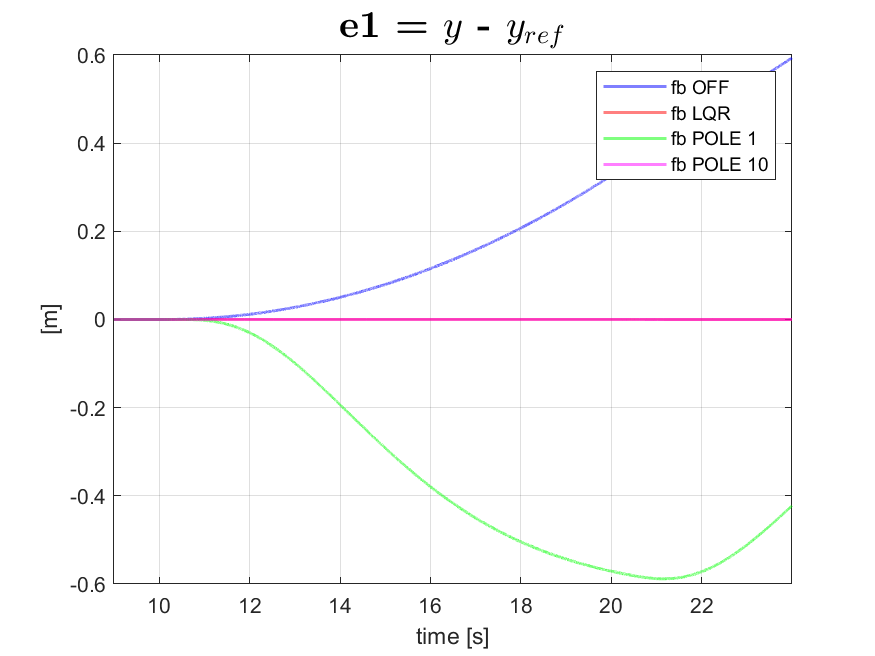 e1 = y - y_ref
0.6
0.4
0.2
0
-0.2
-0.4
-0.6
[m]
fb OFF
fb LQR
fb POLE 1
fb POLE 10
10 12 14 16 18 20 22
time [s]